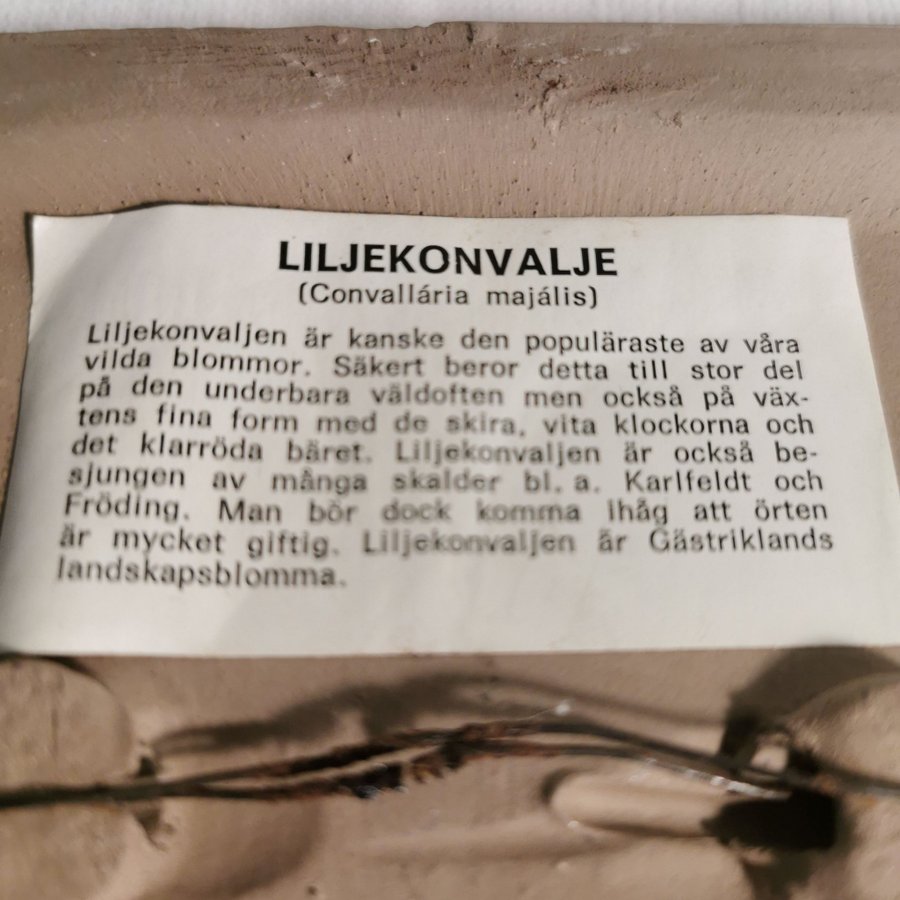 LILJEKONVALJE
(Convallária majális)
Liljekonvaljen är kanske den populäraste av våra
vilda blommor. Säkert beror detta till stor del
på den underbara väldoften men också på väx-
tens fina form med de skira, vita klockorna och
det klarröda bäret. Liljekonvaljen är också be-
sjungen av många skalder bl. a. Karlfeldt och
Fröding. Man bör dock komma ihåg att örten
är mycket giftig. Liljekonvaljen är Gästriklands
landskapsblomma.